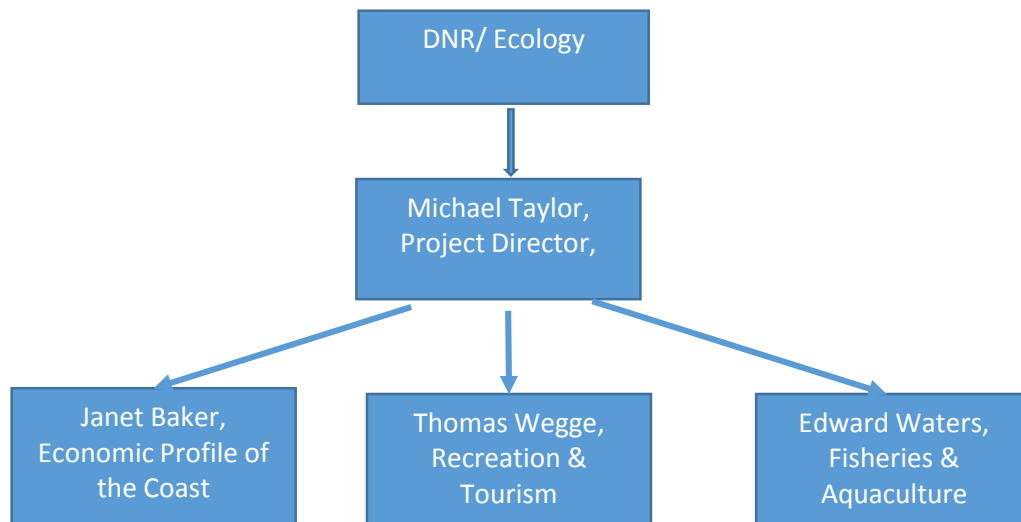 DNR/ Ecology
Michael Taylor,
Project Director,
Janet Baker,
Economic Profile of
the Coast
Thomas Wegge,
Recreation &
Tourism
Edward Waters,
Fisheries &
Aquaculture